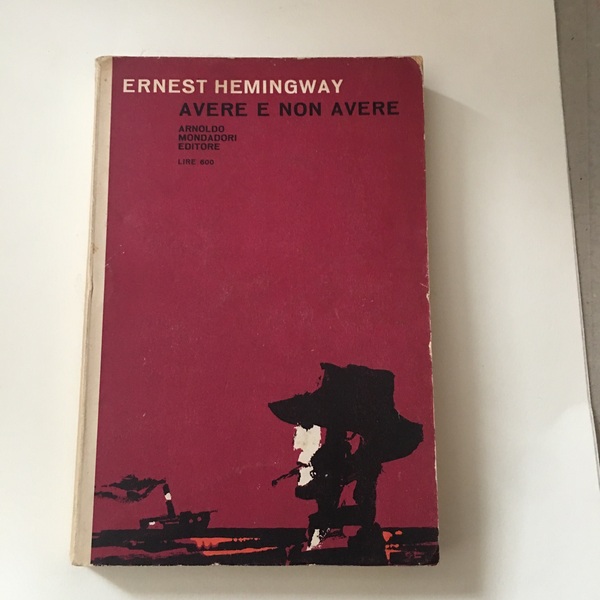 ERNEST HEMINGWAY
AVERE E NON AVERE
ARNOLDO
MONDADORI
EDITORE
LIRE 600